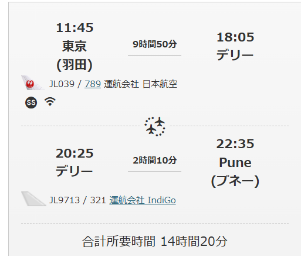 11:45
東京
(羽田)
9時間50分
18:05
デリー
JL039 / 789 運航会社 日本航空
20:25
デリー
2時間10分
22:35
Pune
(プネー)
JL9713 / 321 運航会社 IndiGo
合計所要時間 14時間20分